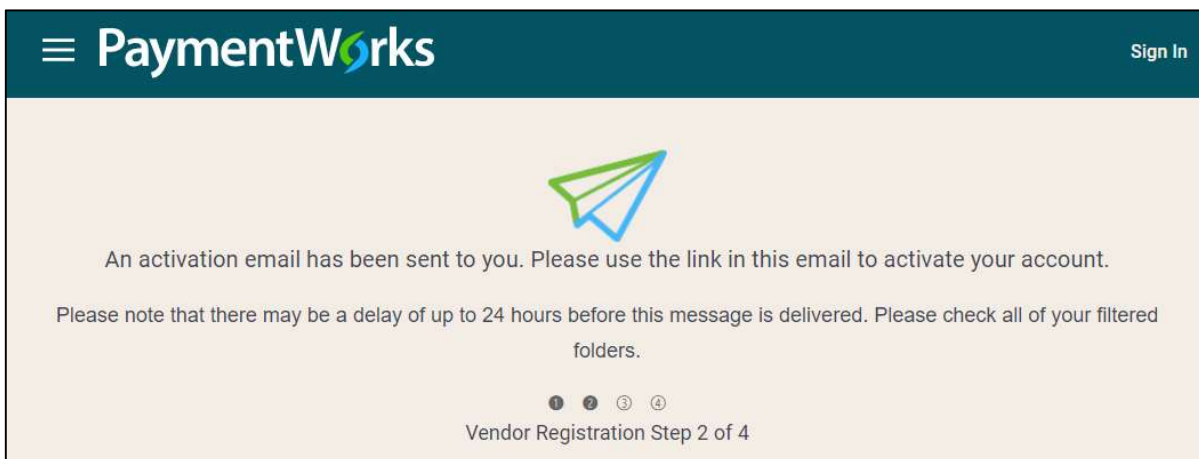 PaymentWorks
Sign In
An activation email has been sent to you. Please use the link in this email to activate your account.
Please note that there may be a delay of up to 24 hours before this message is delivered. Please check all of your filtered
folders.
❶ ❷ ③ ④
Vendor Registration Step 2 of 4